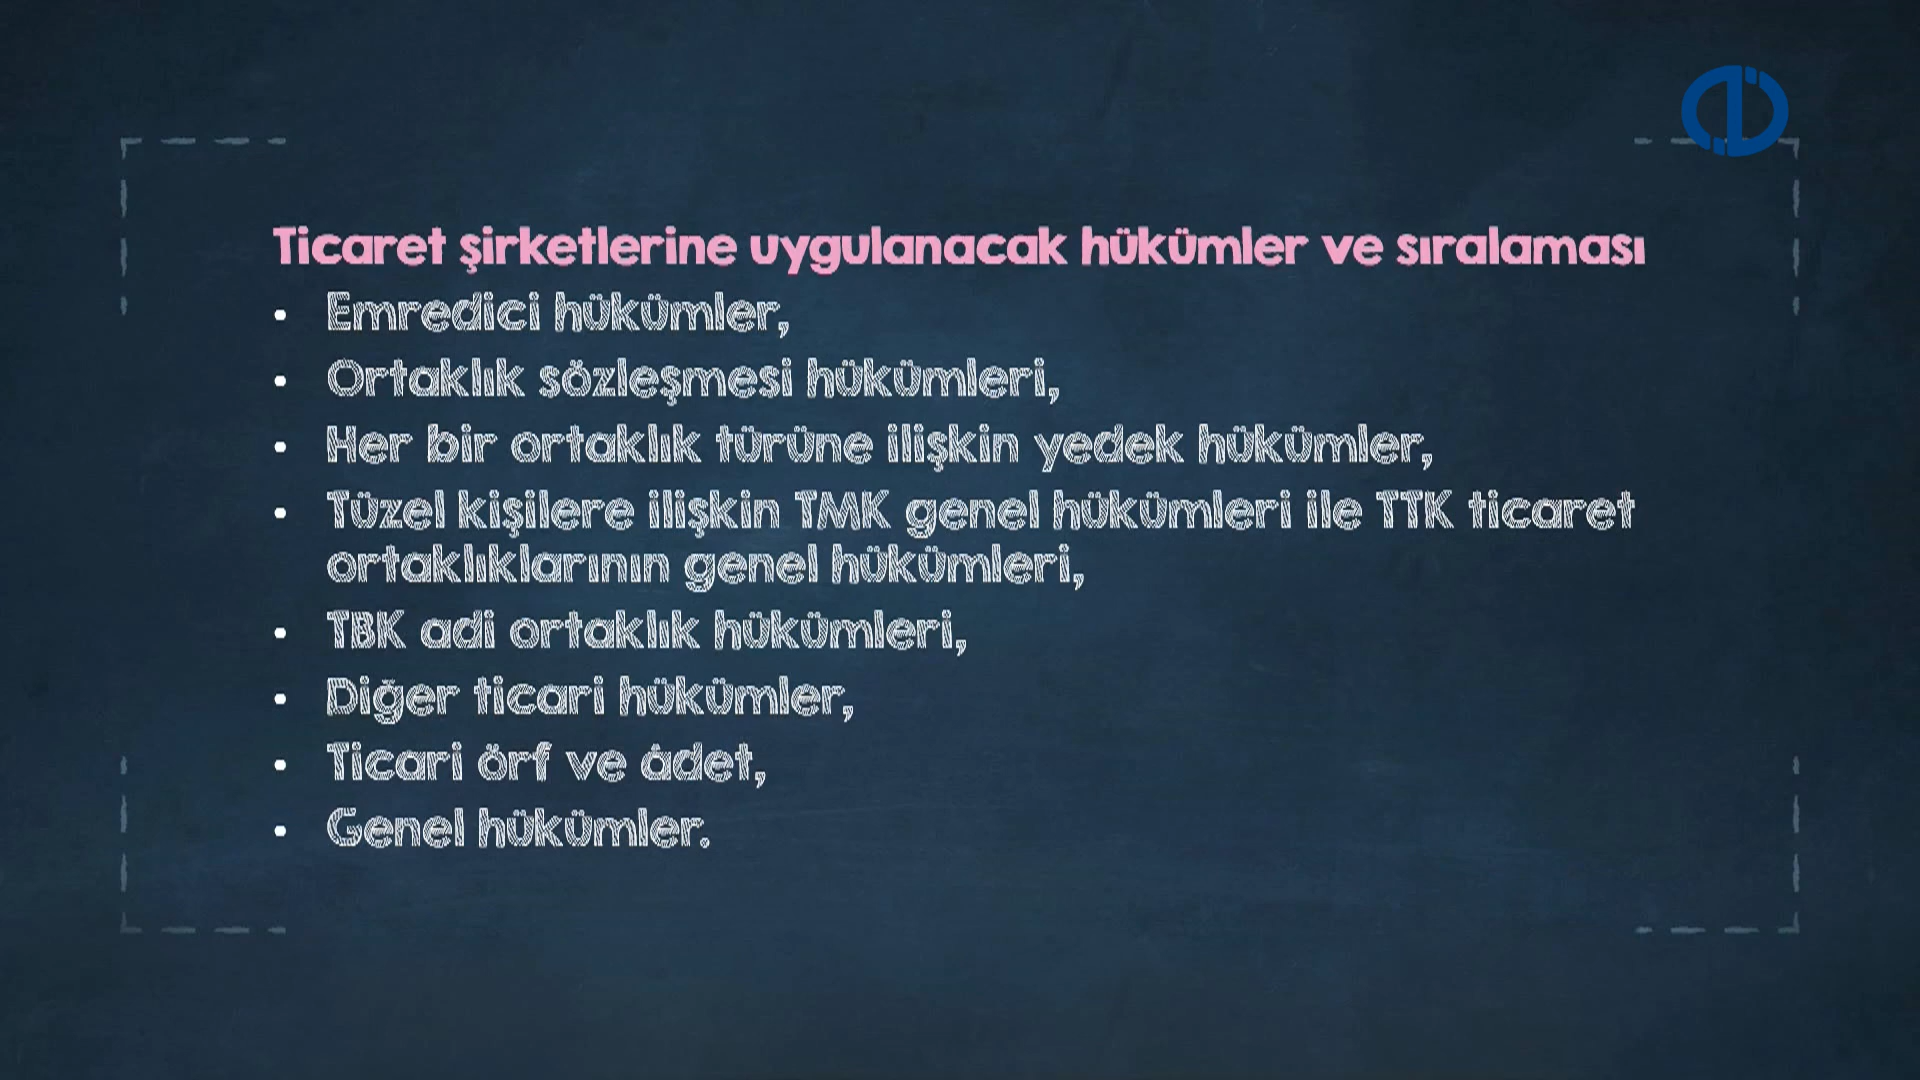 Ticaret şirketlerine uygulanacak hükümler ve sıralaması
• Emredici hükümler,
• Ortaklık sözleşmesi hükümleri,
• Her bir ortaklık türüne ilişkin yedek hükümler,
• Tüzel kişilere ilişkin TMK genel hükümleri ile TTK ticaret
ortaklıklarının genel hükümleri,
• TBK adi ortaklık hükümleri,
• Diğer ticari hükümler,
• Ticari örf ve âdet,
• Genel hükümler.